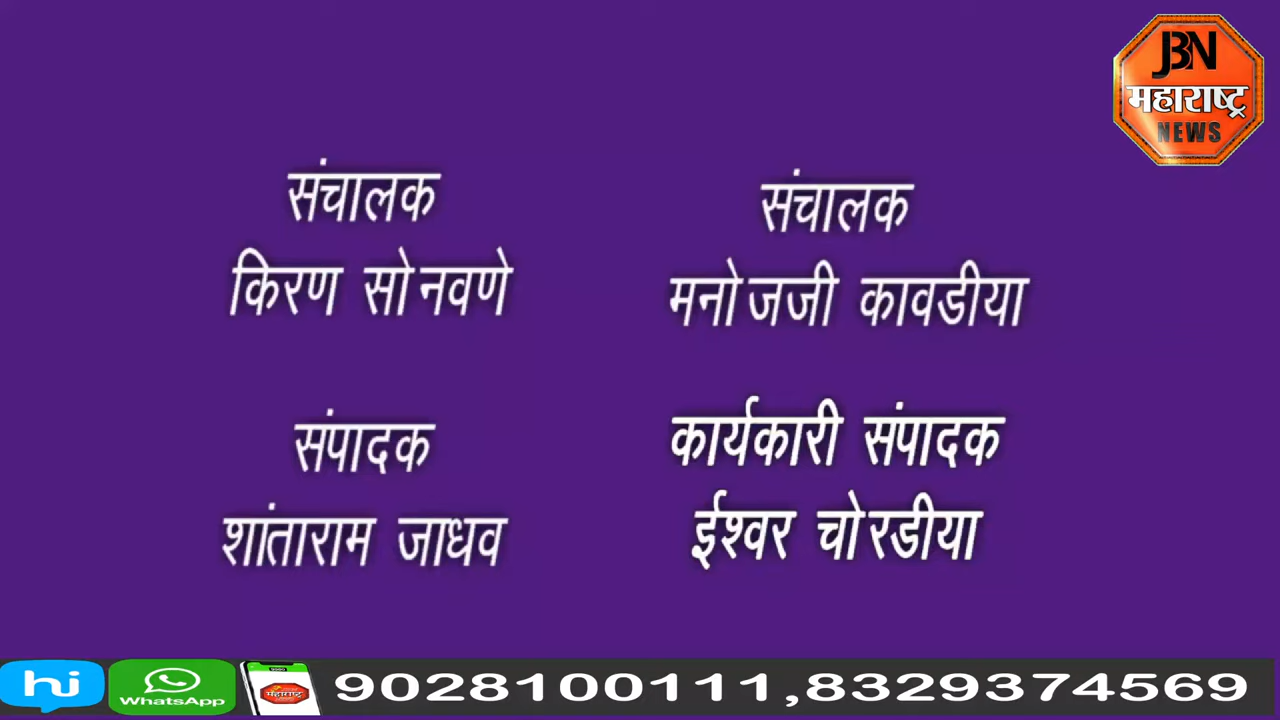 JBN
महाराष्ट्र
NEWS
संचालक
किरण सोनवणे
संचालक
मनोजजी कावडीया
संपादक
शांताराम जाधव
कार्यकारी संपादक
ईश्वर चोरडीया
hi
WhatsApp
महाराष्ट्र
9028100111,8329374569